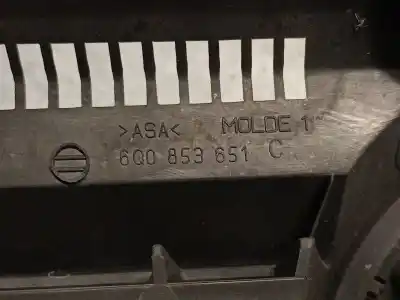 >ASA< MOLDE 1
6Q0 853 651 C